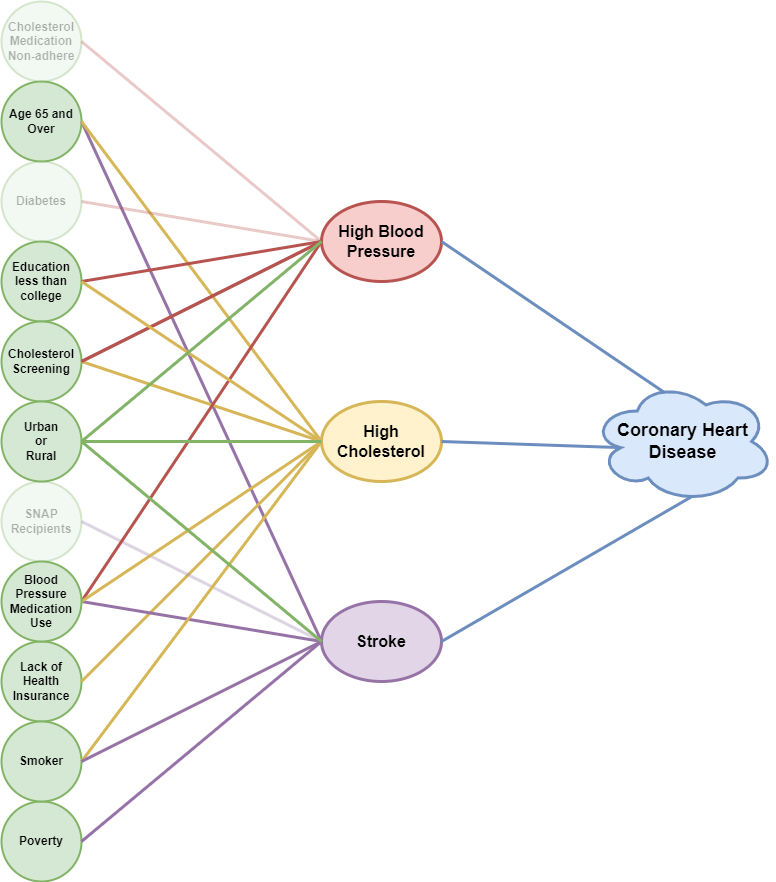 Cholesterol
Medication
Non-adhere
Age 65 and
Over
Diabetes
Education
less than
college
Cholesterol
Screening
Urban
or
Rural
SNAP
Recipients
Blood
Pressure
Medication
Use
Lack of
Health
Insurance
Smoker
Poverty
High Blood
Pressure
High
Cholesterol
Stroke
Coronary Heart
Disease